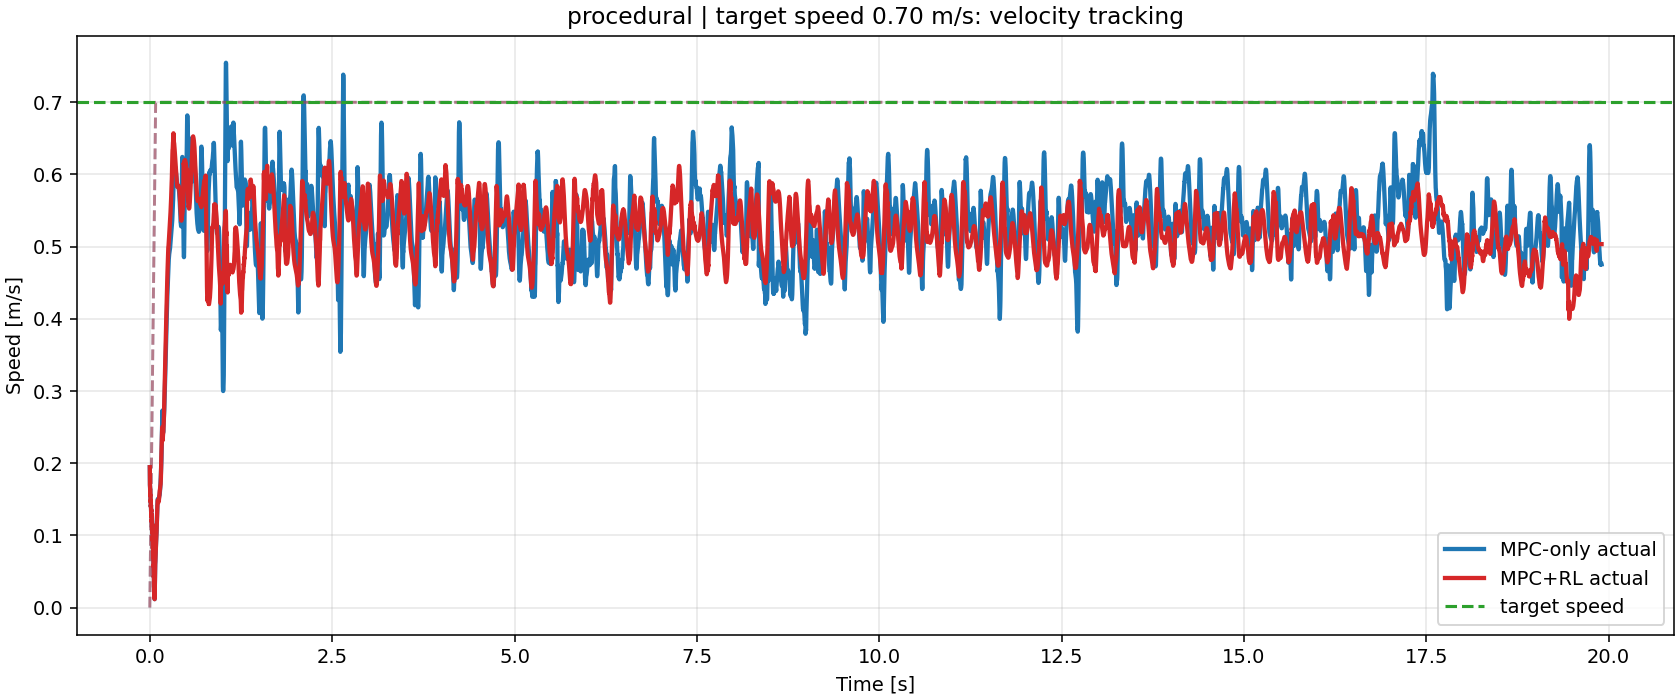 procedural | target speed 0.70 m/s: velocity tracking
Speed [m/s]
0.7
0.6
0.5
0.4
0.3
0.2
0.1
0.0
MPC-only actual
MPC+RL actual
target speed
0.0 2.5 5.0 7.5 10.0 12.5 15.0 17.5 20.0
Time [s]